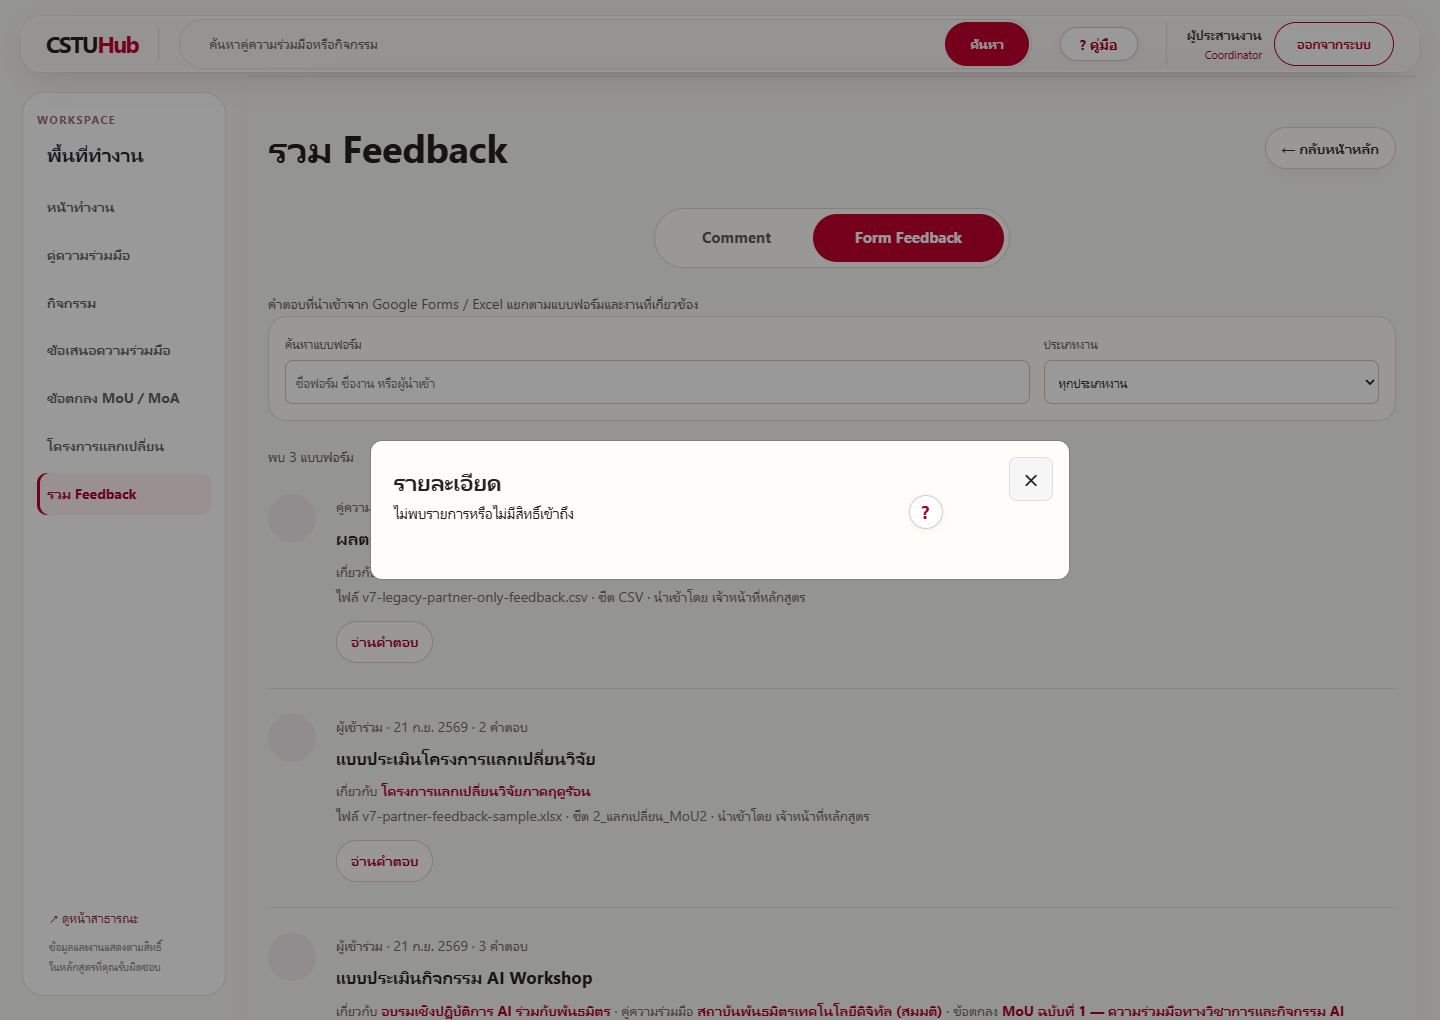 CSTUHub
ค้นหาคู่ความร่วมมือหรือกิจกรรม
ค้นหา
? คู่มือ
ผู้ประสานงาน
Coordinator
ออกจากระบบ
WORKSPACE
พื้นที่ทำงาน
หน้าทำงาน
คู่ความร่วมมือ
กิจกรรม
ข้อเสนอความร่วมมือ
ข้อตกลง MoU / MoA
โครงการแลกเปลี่ยน
รวม Feedback
↗ ดูหน้าสาธารณะ
ข้อมูลและงานแสดงตามสิทธิ์
ในหลักสูตรที่คุณรับผิดชอบ
รวม Feedback
← กลับหน้าหลัก
Comment
Form Feedback
คำตอบที่นำเข้าจาก Google Forms / Excel แยกตามแบบฟอร์มและงานที่เกี่ยวข้อง
ค้นหาแบบฟอร์ม
ประเภทงาน
ชื่อฟอร์ม ชื่องาน หรือผู้นำเข้า
ทุกประเภทงาน
พบ 3 แบบฟอร์ม
รายละเอียด
×
ไม่พบรายการหรือไม่มีสิทธิ์เข้าถึง
?
ไฟล์ v7-legacy-partner-only-feedback.csv · ชีต CSV · นำเข้าโดย เจ้าหน้าที่หลักสูตร
อ่านคำตอบ
ผู้เข้าร่วม · 21 ก.ย. 2569 · 2 คำตอบ
แบบประเมินโครงการแลกเปลี่ยนวิจัย
เกี่ยวกับ โครงการแลกเปลี่ยนวิจัยภาคฤดูร้อน
ไฟล์ v7-partner-feedback-sample.xlsx · ชีต 2_แลกเปลี่ยน_MoU2 · นำเข้าโดย เจ้าหน้าที่หลักสูตร
อ่านคำตอบ
ผู้เข้าร่วม · 21 ก.ย. 2569 · 3 คำตอบ
แบบประเมินกิจกรรม AI Workshop
เกี่ยวกับ อบรมเชิงปฏิบัติการ AI ร่วมกับพันธมิตร · คู่ความร่วมมือ สถาบันพันธมิตรเทคโนโลยีดิจิทัล (สมมติ) · ข้อตกลง MoU ฉบับที่ 1 — ความร่วมมือทางวิชาการและกิจกรรม AI